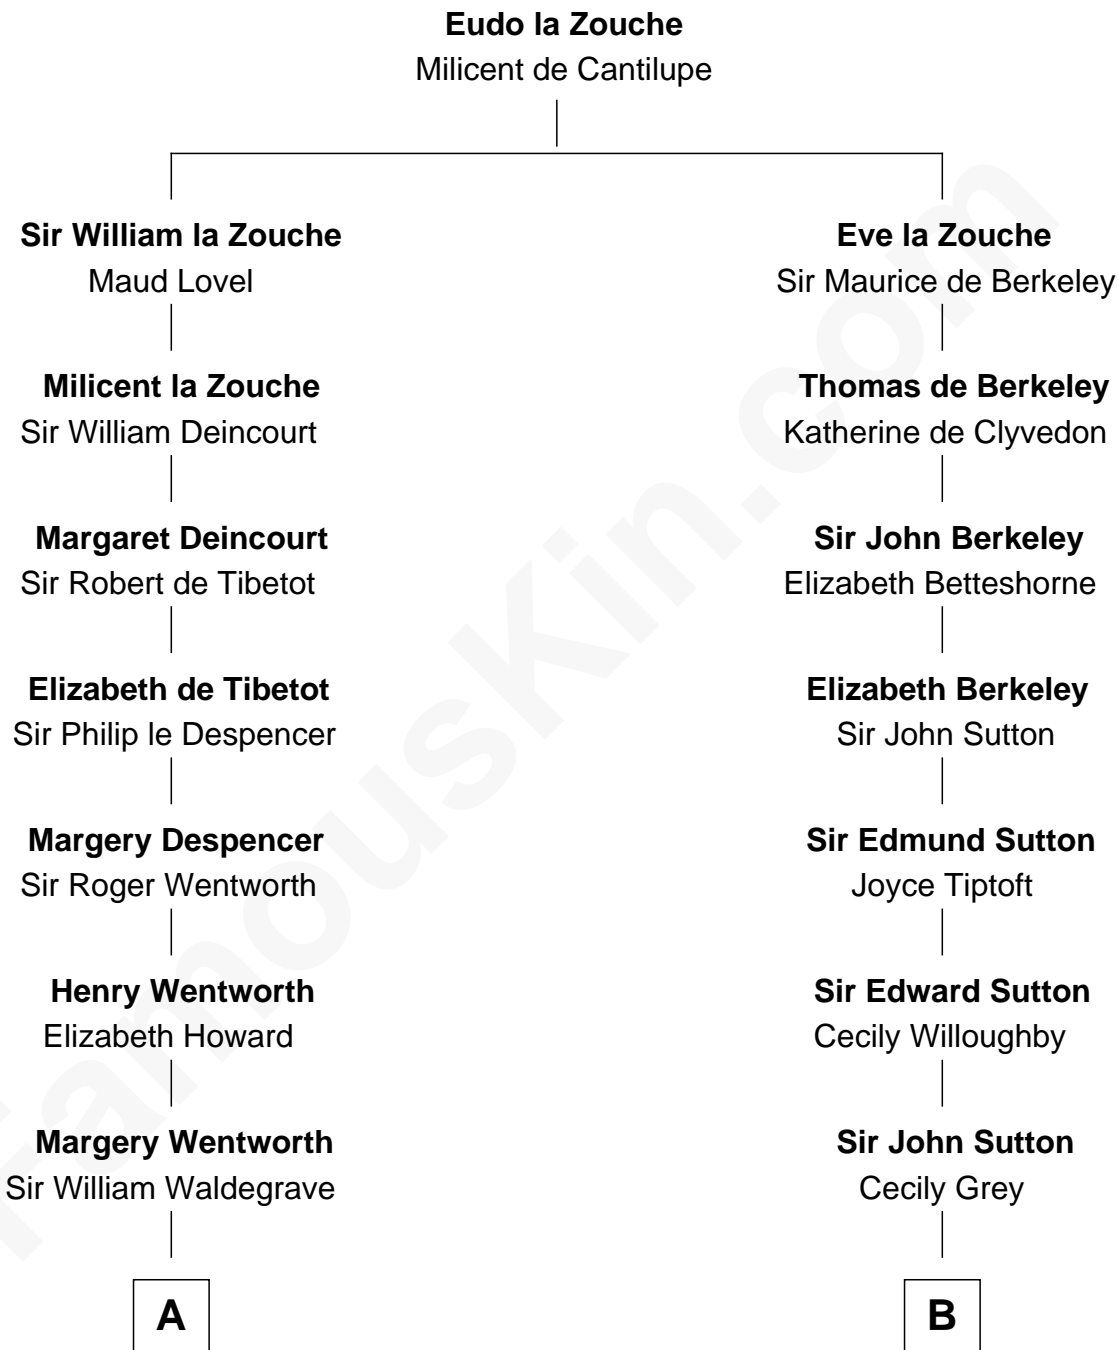 Eudo la Zouche
Milicent de Cantilupe
Sir William la Zouche
Maud Lovel
Milicent la Zouche
Sir William Deincourt
Margaret Deincourt
Sir Robert de Tibetot
Elizabeth de Tibetot
Sir Philip le Despencer
Margery Despencer
Sir Roger Wentworth
Henry Wentworth
Elizabeth Howard
Margery Wentworth
Sir William Waldegrave
A
Eve la Zouche
Sir Maurice de Berkeley
Thomas de Berkeley
Katherine de Clyvedon
Sir John Berkeley
Elizabeth Betteshorne
Elizabeth Berkeley
Sir John Sutton
Sir Edmund Sutton
Joyce Tiptoft
Sir Edward Sutton
Cecily Willoughby
Sir John Sutton
Cecily Grey
B
FamousKin.com